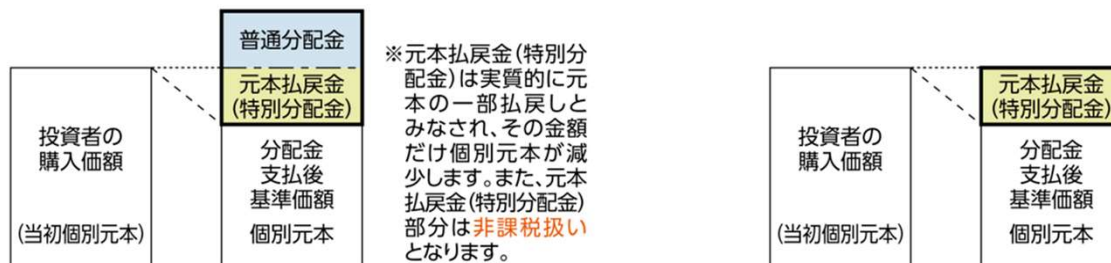 普通分配金
元本払戻金
(特別分配金)
投資者の
購入価額
(当初個別元本)
分配金
支払後
基準価額
個別元本
※元本払戻金(特別分
配金)は実質的に元
本の一部払戻しと
みなされ、その金額
だけ個別元本が減
少します。また、元本
払戻金(特別分配金)
部分は非課税扱い
となります。
元本払戻金
(特別分配金)
投資者の
購入価額
(当初個別元本)
分配金
支払後
基準価額
個別元本